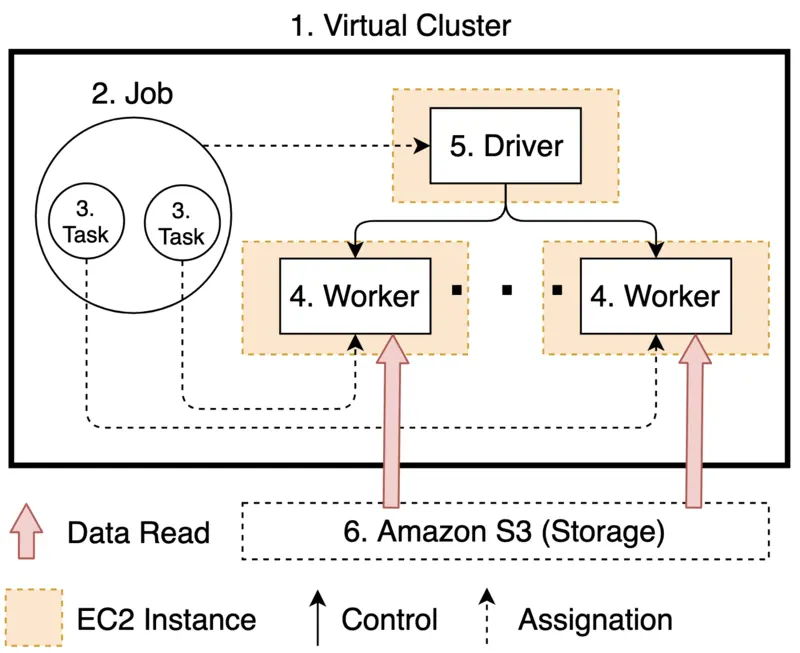 1. Virtual Cluster
2. Job
5. Driver
3.
Task
3.
Task
4. Worker
4. Worker
Data Read
6. Amazon S3 (Storage)
EC2 Instance
Control
Assignation